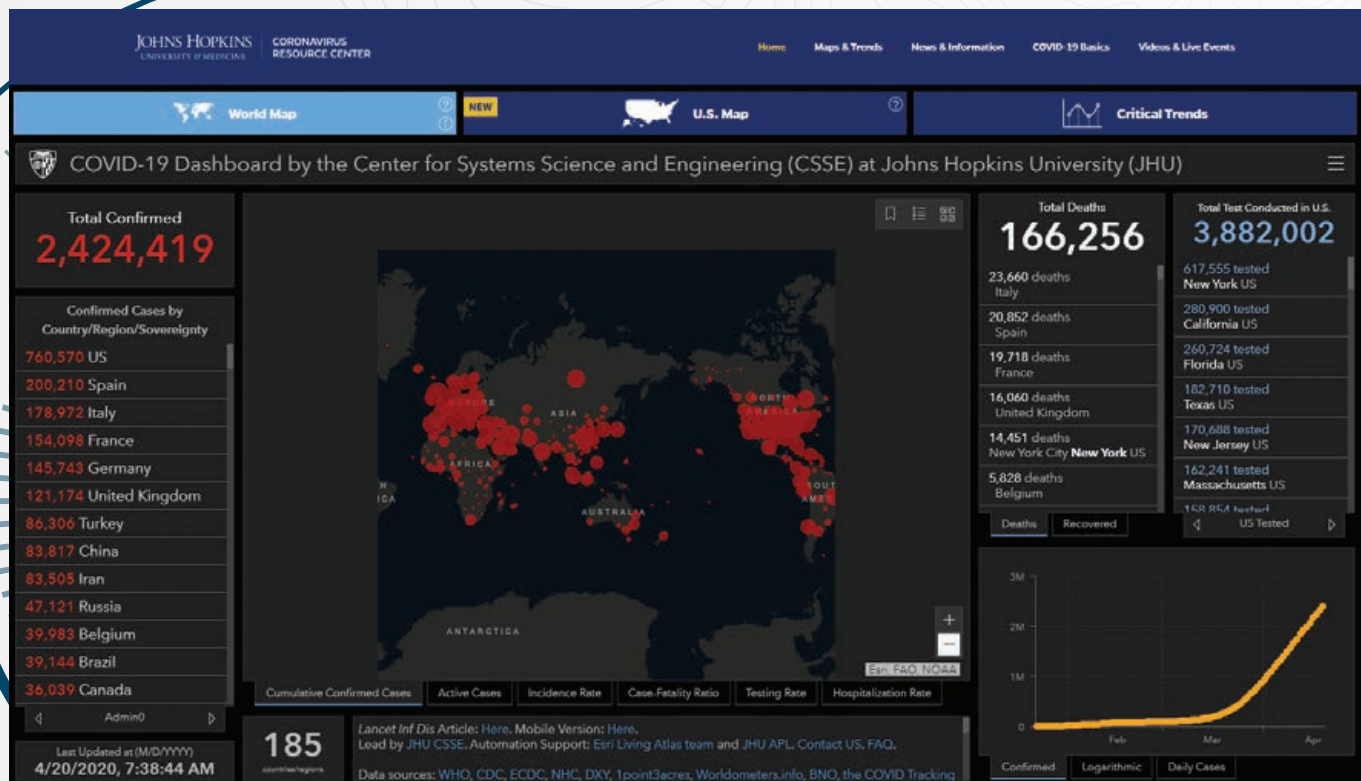 JOHNS HOPKINS
UNIVERSITY & MEDICINE
CORONAVIRUS
RESOURCE CENTER
Home
Maps & Trends
News & Information
COVID-19 Basics
Videos & Live Events
World Map
NEW
U.S. Map
Critical Trends
COVID-19 Dashboard by the Center for Systems Science and Engineering (CSSE) at Johns Hopkins University (JHU)
Total Confirmed
2,424,419
Confirmed Cases by
Country/Region/Sovereignty
760,570 US
200,210 Spain
178,972 Italy
154,098 France
145,743 Germany
121,174 United Kingdom
86,306 Turkey
83,817 China
83,505 Iran
47,121 Russia
39,983 Belgium
39,144 Brazil
36,039 Canada
Admin0
Last Updated at (M/D/YYYY)
4/20/2020, 7:38:44 AM
EUROPE
ASIA
NORTH
AMERICA
AFRICA
AUSTRALIA
ANTARCTICA
+
−
Esri, FAO, NOAA
Cumulative Confirmed Cases
Active Cases
Incidence Rate
Case-Fatality Ratio
Testing Rate
Hospitalization Rate
185
countries/regions
Lancet Inf Dis Article: Here. Mobile Version: Here.
Lead by JHU CSSE. Automation Support: Esri Living Atlas team and JHU APL. Contact US. FAQ.
Data sources: WHO, CDC, ECDC, NHC, DXY, 1point3acres, Worldometers.info, BNO, the COVID Tracking
Total Deaths
166,256
23,660 deaths
Italy
20,852 deaths
Spain
19,718 deaths
France
16,060 deaths
United Kingdom
14,451 deaths
New York City New York US
5,828 deaths
Belgium
Deaths
Recovered
Total Test Conducted in U.S.
3,882,002
617,555 tested
New York US
280,900 tested
California US
260,724 tested
Florida US
182,710 tested
Texas US
170,688 tested
New Jersey US
162,241 tested
Massachusetts US
158,854 tested
US Tested
3M
2M
1M
0
Feb
Mar
Apr
Confirmed
Logarithmic
Daily Cases